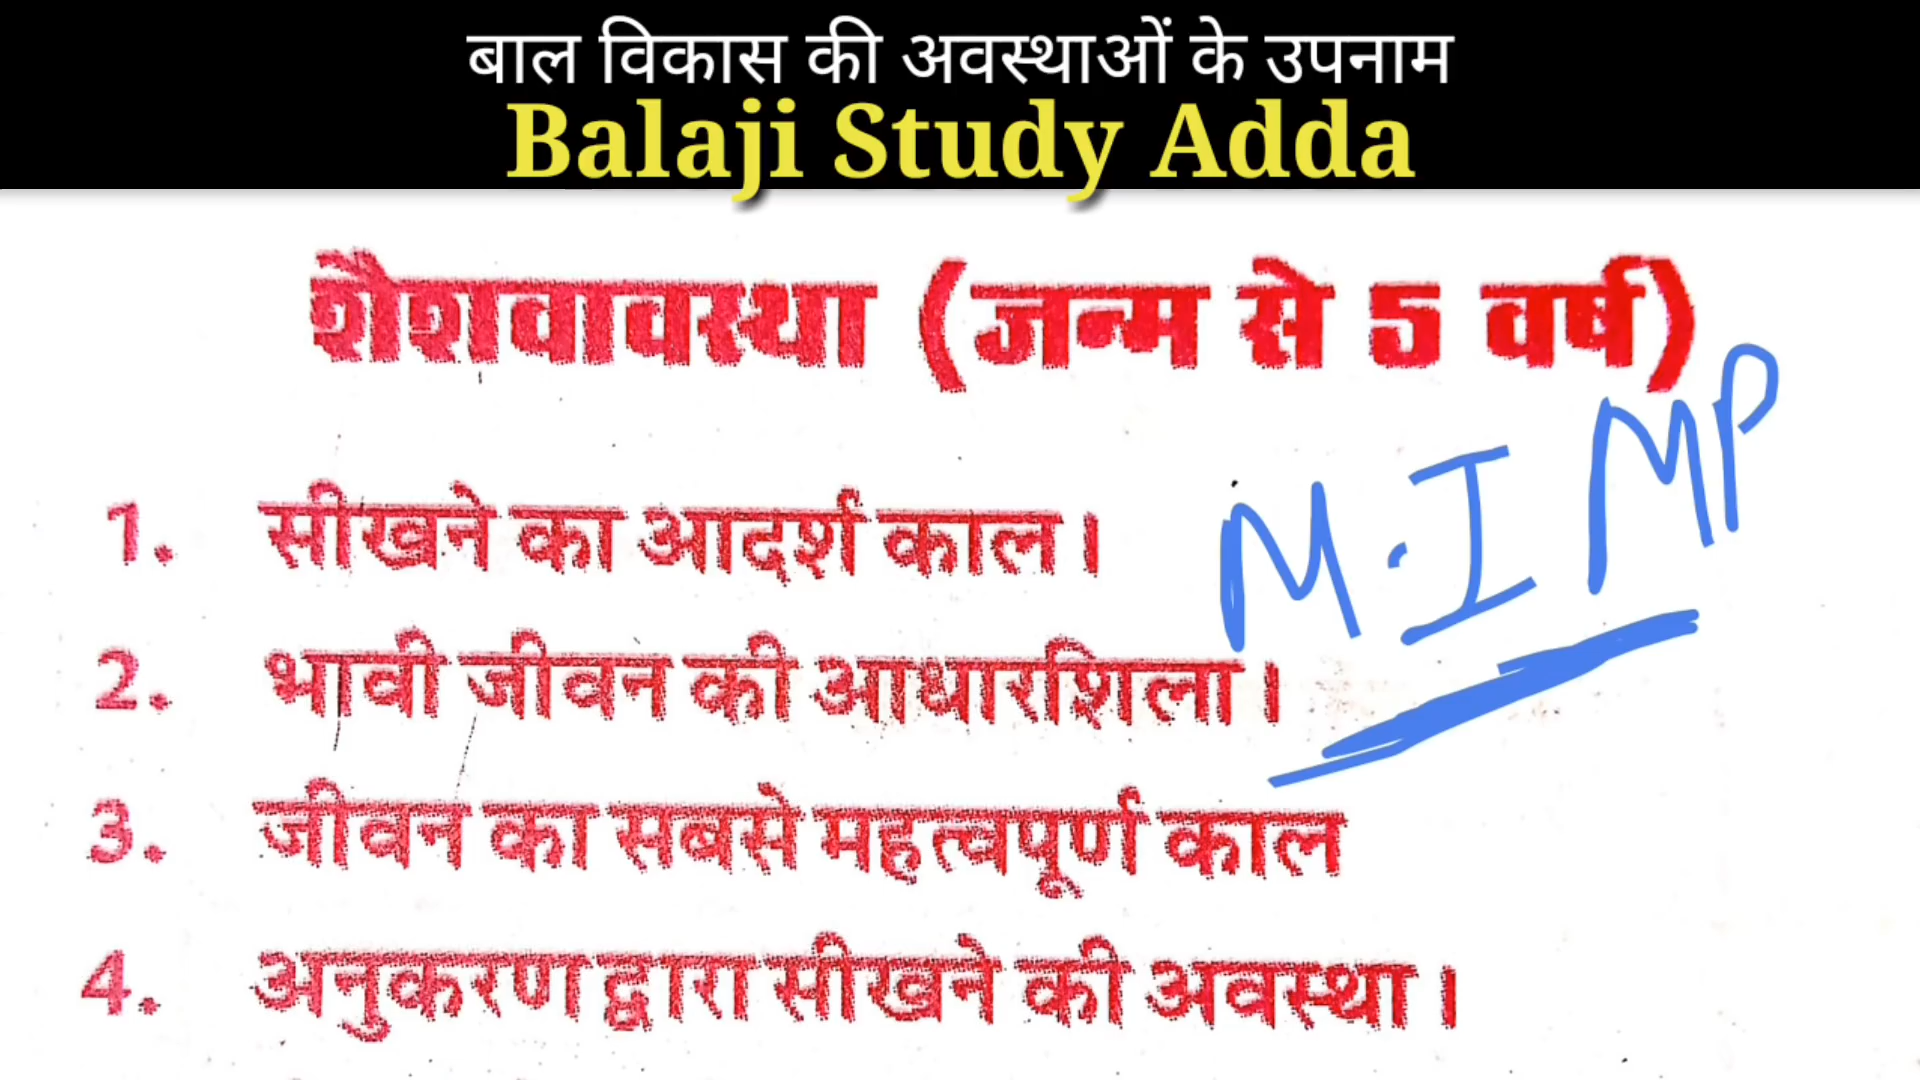 बाल विकास की अवस्थाओं के उपनाम
Balaji Study Adda
शैशवावस्था (जन्म से 5 वर्ष)
M.IMP
1. सीखने का आदर्श काल।
2. भावी जीवन की आधारशिला।
3. जीवन का सबसे महत्वपूर्ण काल
4. अनुकरण द्वारा सीखने की अवस्था।